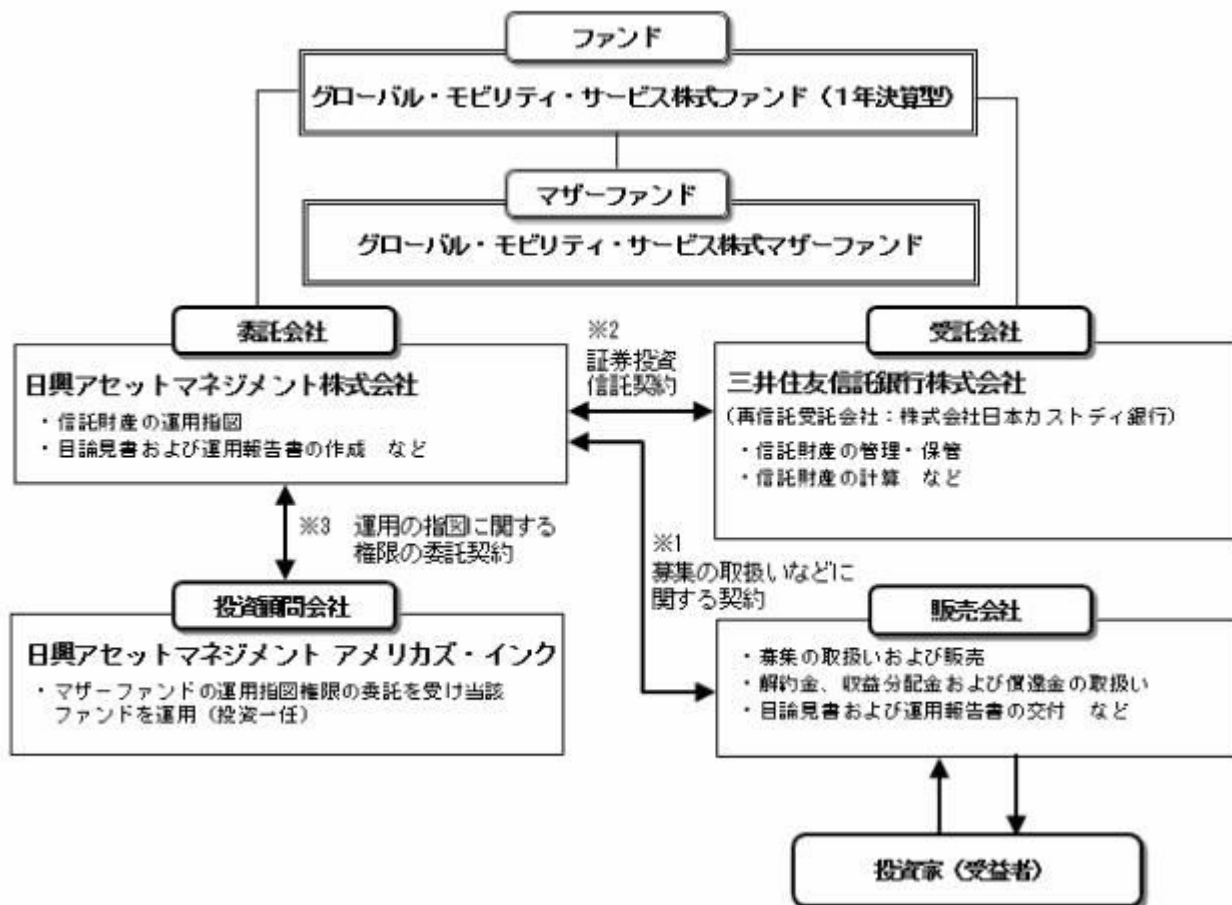 ファンド
グローバル・モビリティ・サービス株式ファンド（1年決算型）
マザーファンド
グローバル・モビリティ・サービス株式マザーファンド
委託会社
日興アセットマネジメント株式会社
・信託財産の運用指図
・目論見書および運用報告書の作成　など
※2
証券投資
信託契約
受託会社
三井住友信託銀行株式会社
（再信託受託会社：株式会社日本カストディ銀行）
・信託財産の管理・保管
・信託財産の計算　など
※3　運用の指図に関する
権限の委託契約
※1
募集の取扱いなどに
関する契約
投資顧問会社
日興アセットマネジメント アメリカズ・インク
・マザーファンドの運用指図権限の委託を受け当該
ファンドを運用（投資一任）
販売会社
・募集の取扱いおよび販売
・解約金、収益分配金および償還金の取扱い
・目論見書および運用報告書の交付　など
投資家（受益者）